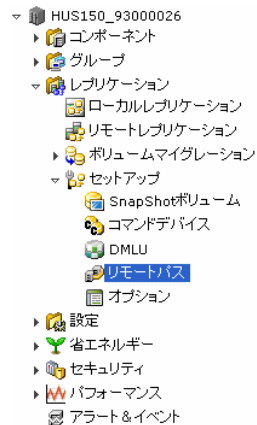 HUS150_93000026
コンポーネント
グループ
レプリケーション
ローカルレプリケーション
リモートレプリケーション
ボリュームマイグレーション
セットアップ
SnapShotボリューム
コマンドデバイス
DMLU
リモートパス
オプション
設定
省エネルギー
セキュリティ
パフォーマンス
アラート&イベント